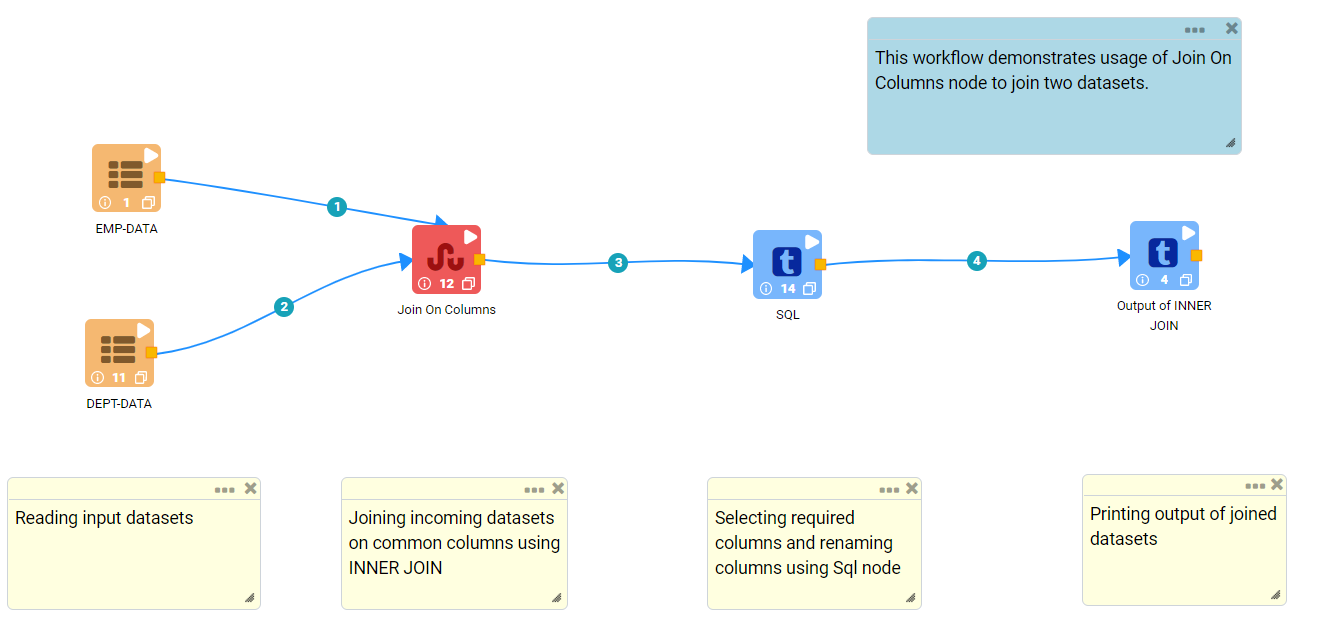 This workflow demonstrates usage of Join On
Columns node to join two datasets.
1
EMP-DATA
1
12
Join On Columns
3
t
14
SQL
4
t
4
Output of INNER
JOIN
2
11
DEPT-DATA
Reading input datasets
Joining incoming datasets
on common columns using
INNER JOIN
Selecting required
columns and renaming
columns using Sql node
Printing output of joined
datasets